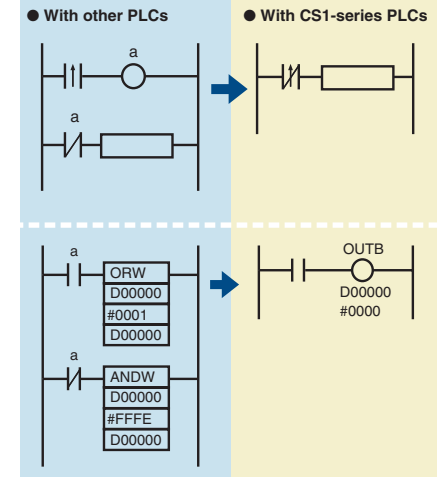 ● With other PLCs
● With CS1-series PLCs
a
a
a
ORW
D00000
#0001
D00000
a
ANDW
D00000
#FFFE
D00000
OUTB
D00000
#0000